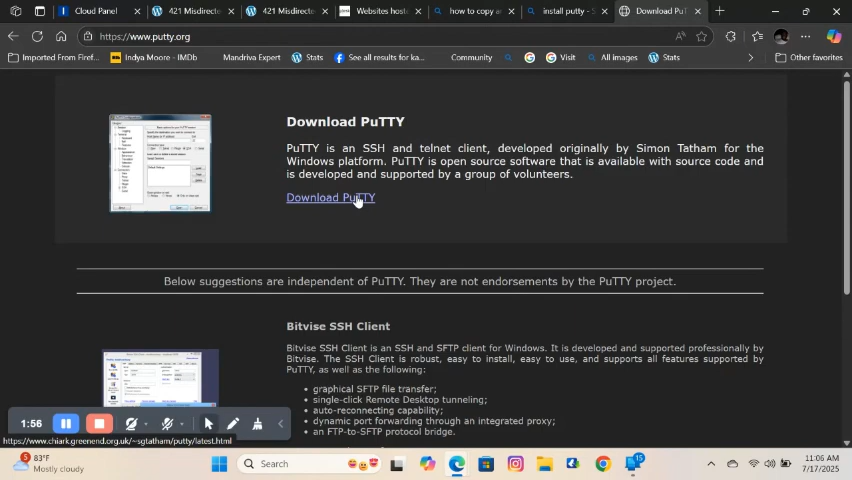 Cloud Panel
421 Misdirec
421 Misdirec
Websites hoste
how to copy an
install putty - S
Download PuT
https://www.putty.org
Imported From Firef...
Indya Moore - IMDb
Mandriva Expert
Stats
See all results for ka...
Community
Visit
All images
Stats
Other favorites
Download PuTTY
PuTTY is an SSH and telnet client, developed originally by Simon Tatham for the
Windows platform. PuTTY is open source software that is available with source code and
is developed and supported by a group of volunteers.
Download PuTTY
Below suggestions are independent of PuTTY. They are not endorsements by the PuTTY project.
Bitvise SSH Client
Bitvise SSH Client is an SSH and SFTP client for Windows. It is developed and supported professionally by
Bitvise. The SSH Client is robust, easy to install, easy to use, and supports all features supported by
PuTTY, as well as the following:
graphical SFTP file transfer;
single-click Remote Desktop tunneling;
auto-reconnecting capability;
dynamic port forwarding through an integrated proxy;
an FTP-to-SFTP protocol bridge.
1:56
https://www.chiark.greenend.org.uk/~sgtatham/putty/latest.html
5
83°F
Mostly cloudy
Search
15
11:06 AM
7/17/2025